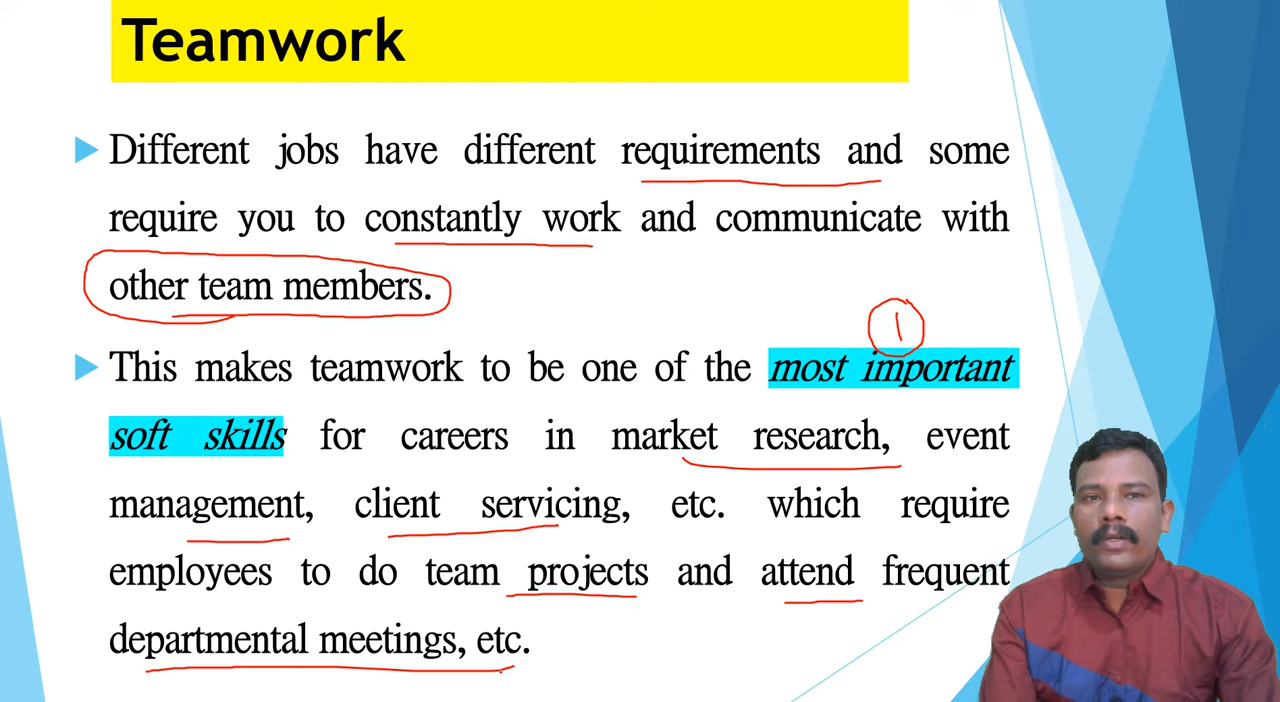 Teamwork
Different jobs have different requirements and some
require you to constantly work and communicate with
other team members.
1
This makes teamwork to be one of the most important
soft skills for careers in market research, event
management, client servicing, etc. which require
employees to do team projects and attend frequent
departmental meetings, etc.